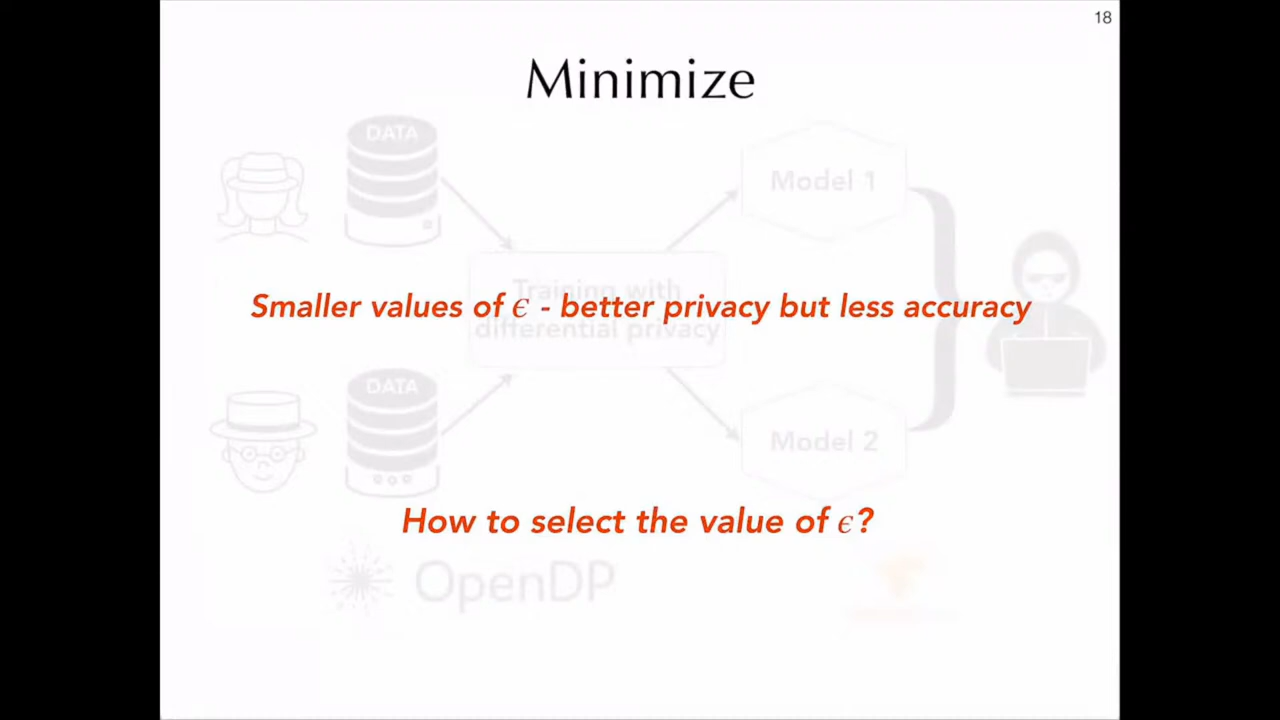 18
Minimize
DATA
Model 1
Training with
Smaller values of ϵ - better privacy but less accuracy
differential privacy
DATA
Model 2
How to select the value of ϵ?
OpenDP